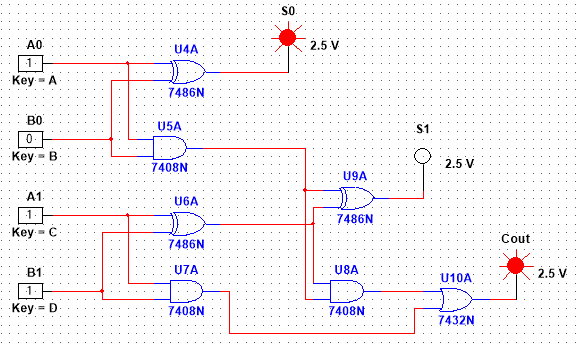 S0
2.5 V
A0
1
Key = A
U4A
7486N
B0
0
Key = B
U5A
7408N
S1
2.5 V
U9A
7486N
A1
1
Key = C
U6A
7486N
Cout
2.5 V
B1
1
Key = D
U7A
7408N
U8A
7408N
U10A
7432N